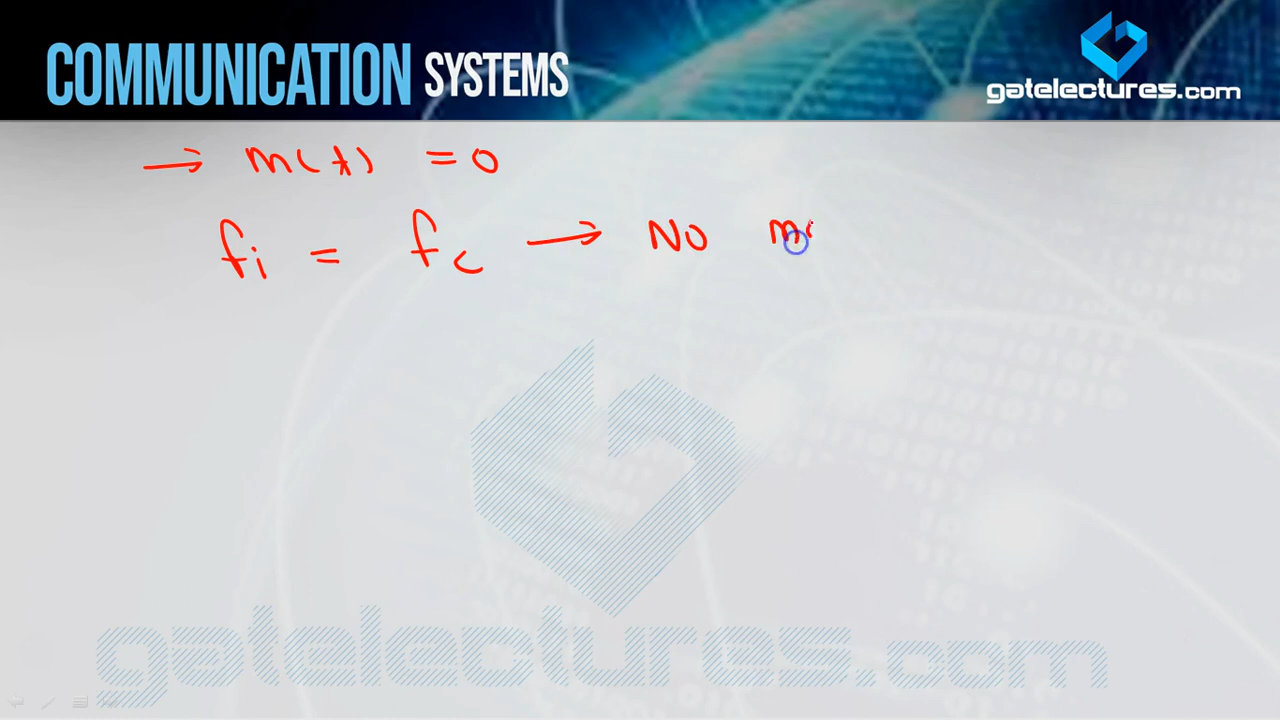 COMMUNICATION SYSTEMS
gatelectures.com
→ m(t) = 0
fi = fc → NO m
gatelectures.com